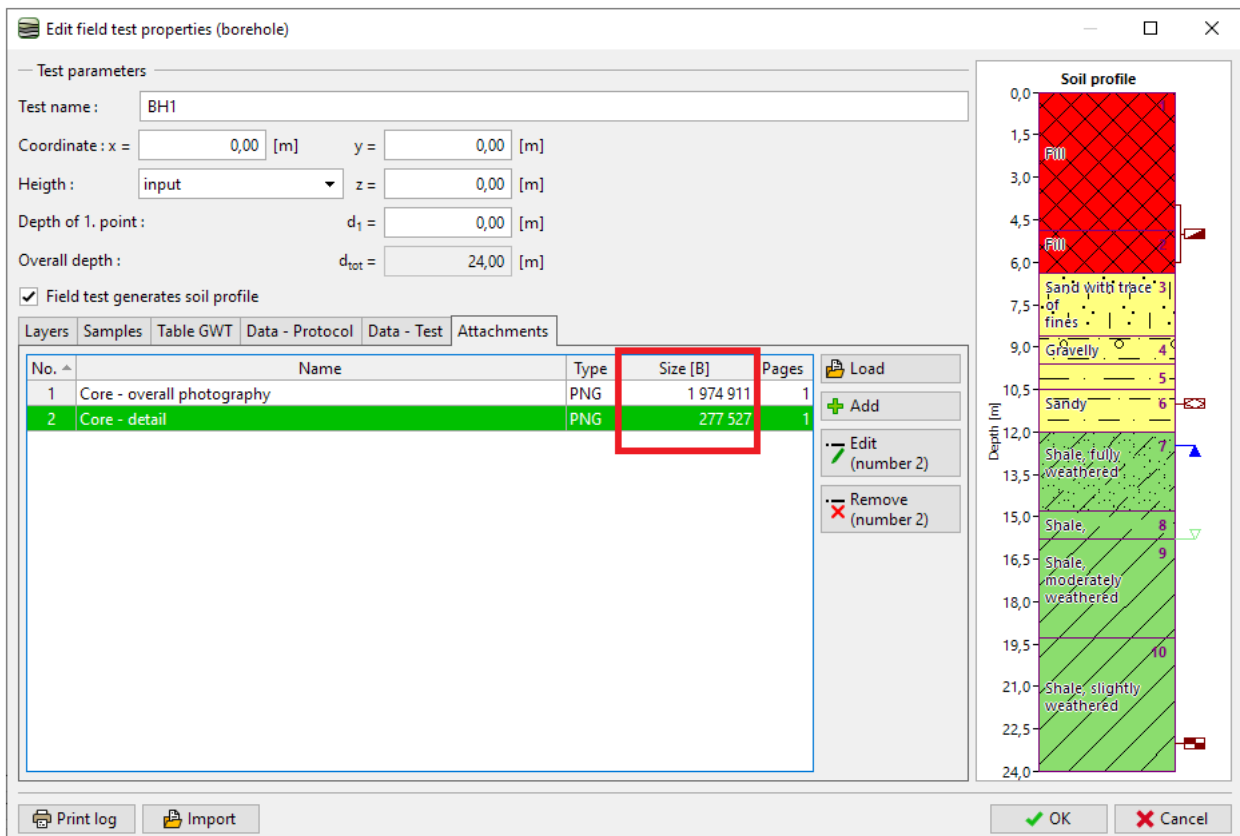 Edit field test properties (borehole)
Test parameters
Test name : BH1
Coordinate : x = 0,00 [m] y = 0,00 [m]
Heigth : input z = 0,00 [m]
Depth of 1. point : d1 = 0,00 [m]
Overall depth : dtot = 24,00 [m]
Field test generates soil profile
Layers Samples Table GWT Data - Protocol Data - Test Attachments
No. Name Type Size [B] Pages
1 Core - overall photography PNG 1 974 911 1
2 Core - detail PNG 277 527 1
Load
Add
Edit
(number 2)
Remove
(number 2)
Print log Import OK Cancel
Soil profile
Depth [m]
0,0
1
1,5
Fill
3,0
4,5
Fill 2
6,0
Sand with trace 3
7,5
of
fines
9,0
Gravelly 4
5
10,5
Sandy 6
12,0
7
Shale, fully
13,5
weathered
15,0
Shale, 8
9
16,5
Shale,
moderately
18,0
weathered
19,5
10
21,0
Shale, slightly
weathered
22,5
24,0